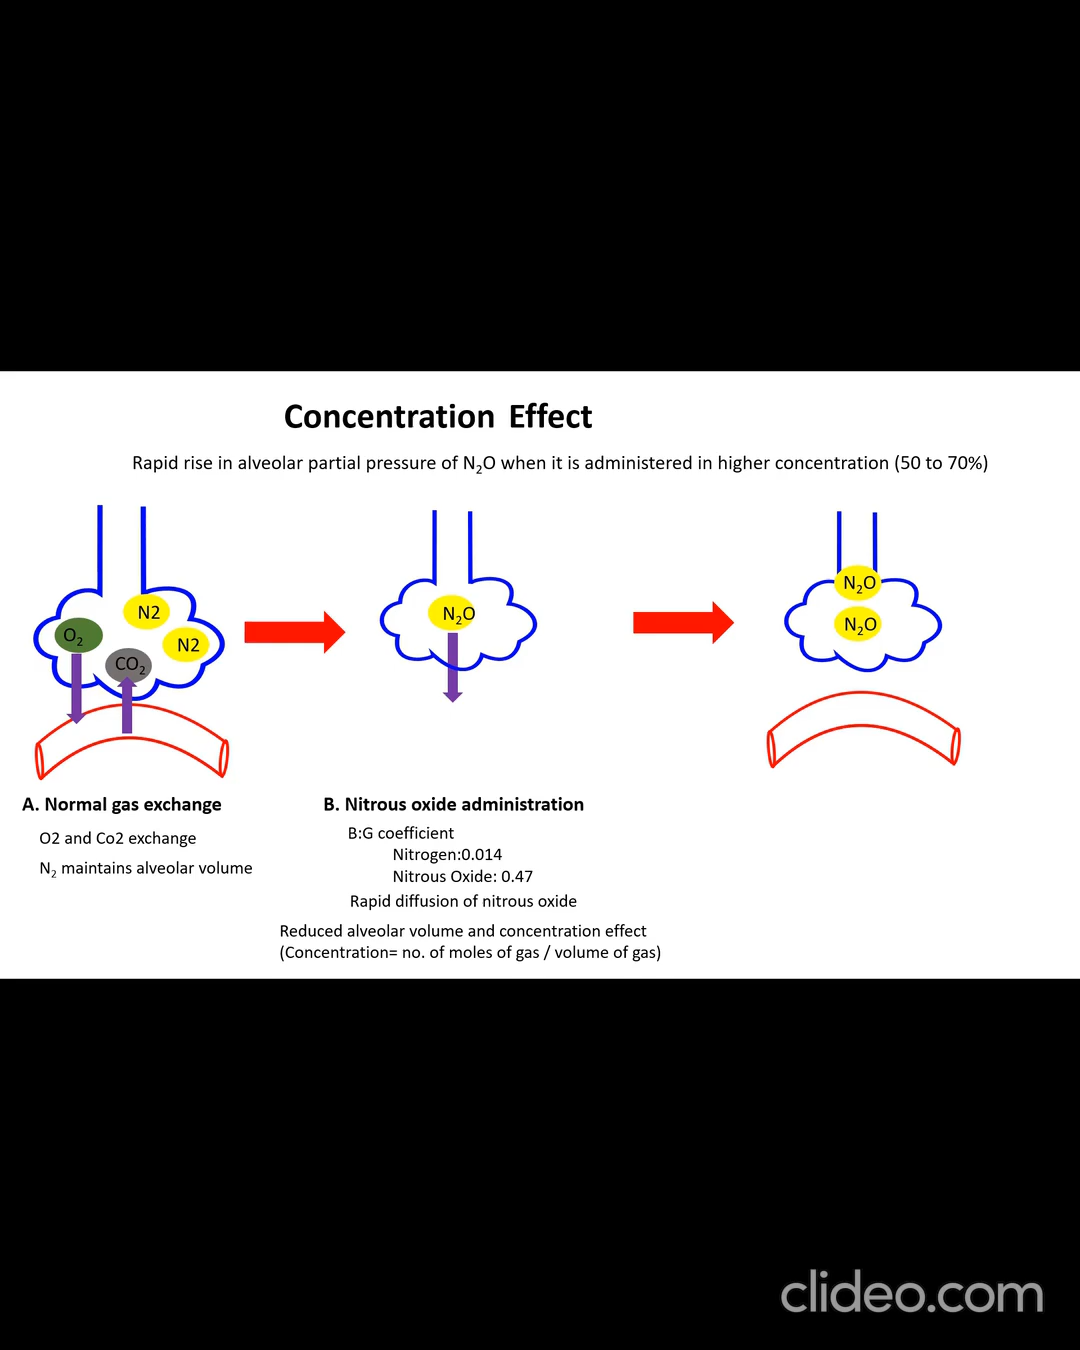 Concentration Effect
Rapid rise in alveolar partial pressure of N₂O when it is administered in higher concentration (50 to 70%)
N2
O₂
N2
CO₂
N₂O
N₂O
N₂O
A. Normal gas exchange
O2 and Co2 exchange
N₂ maintains alveolar volume
B. Nitrous oxide administration
B:G coefficient
Nitrogen:0.014
Nitrous Oxide: 0.47
Rapid diffusion of nitrous oxide
Reduced alveolar volume and concentration effect
(Concentration= no. of moles of gas / volume of gas)
clideo.com